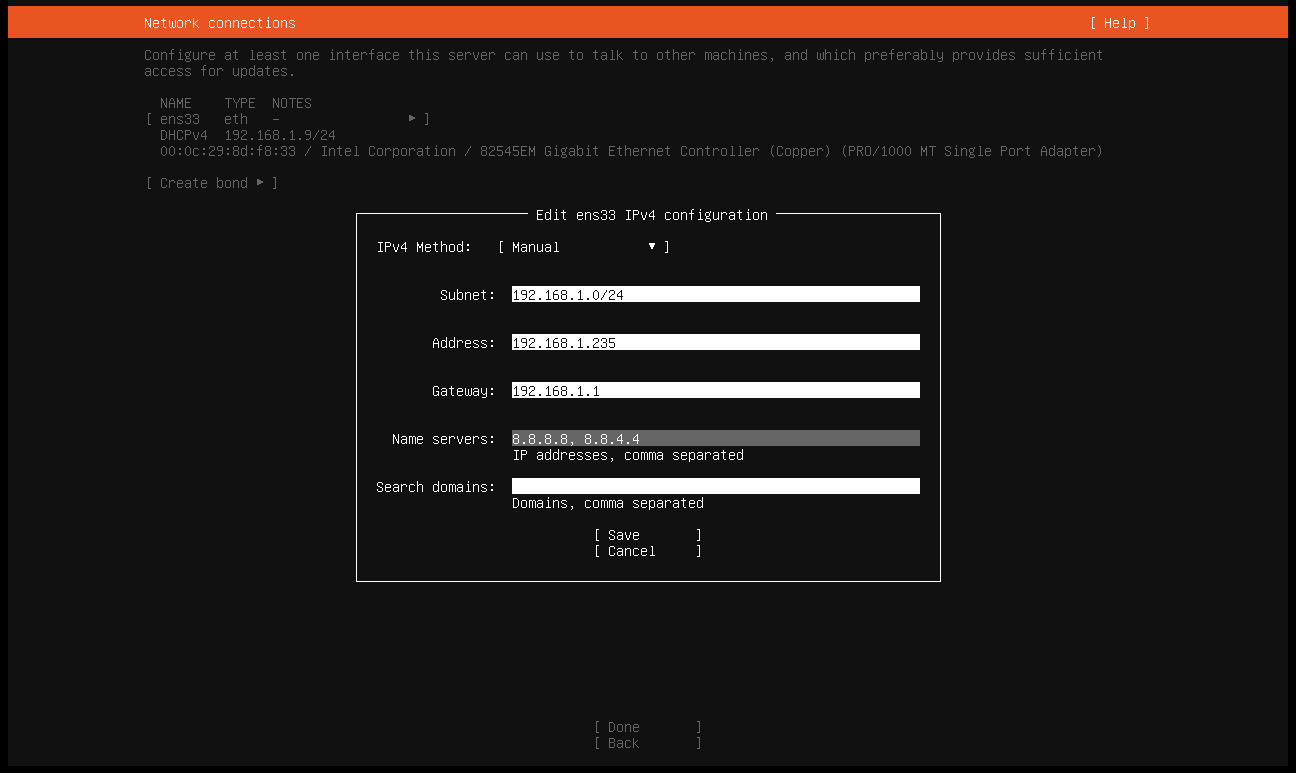 Network connections [ Help ]
Configure at least one interface this server can use to talk to other machines, and which preferably provides sufficient
access for updates.
NAME TYPE NOTES
[ ens33 eth – ▸ ]
DHCPv4 192.168.1.9/24
00:0c:29:8d:f8:33 / Intel Corporation / 82545EM Gigabit Ethernet Controller (Copper) (PRO/1000 MT Single Port Adapter)
[ Create bond ▸ ]
Edit ens33 IPv4 configuration
IPv4 Method: [ Manual ▾ ]
Subnet: 192.168.1.0/24
Address: 192.168.1.235
Gateway: 192.168.1.1
Name servers: 8.8.8.8, 8.8.4.4
IP addresses, comma separated
Search domains:
Domains, comma separated
[ Save ]
[ Cancel ]
[ Done ]
[ Back ]